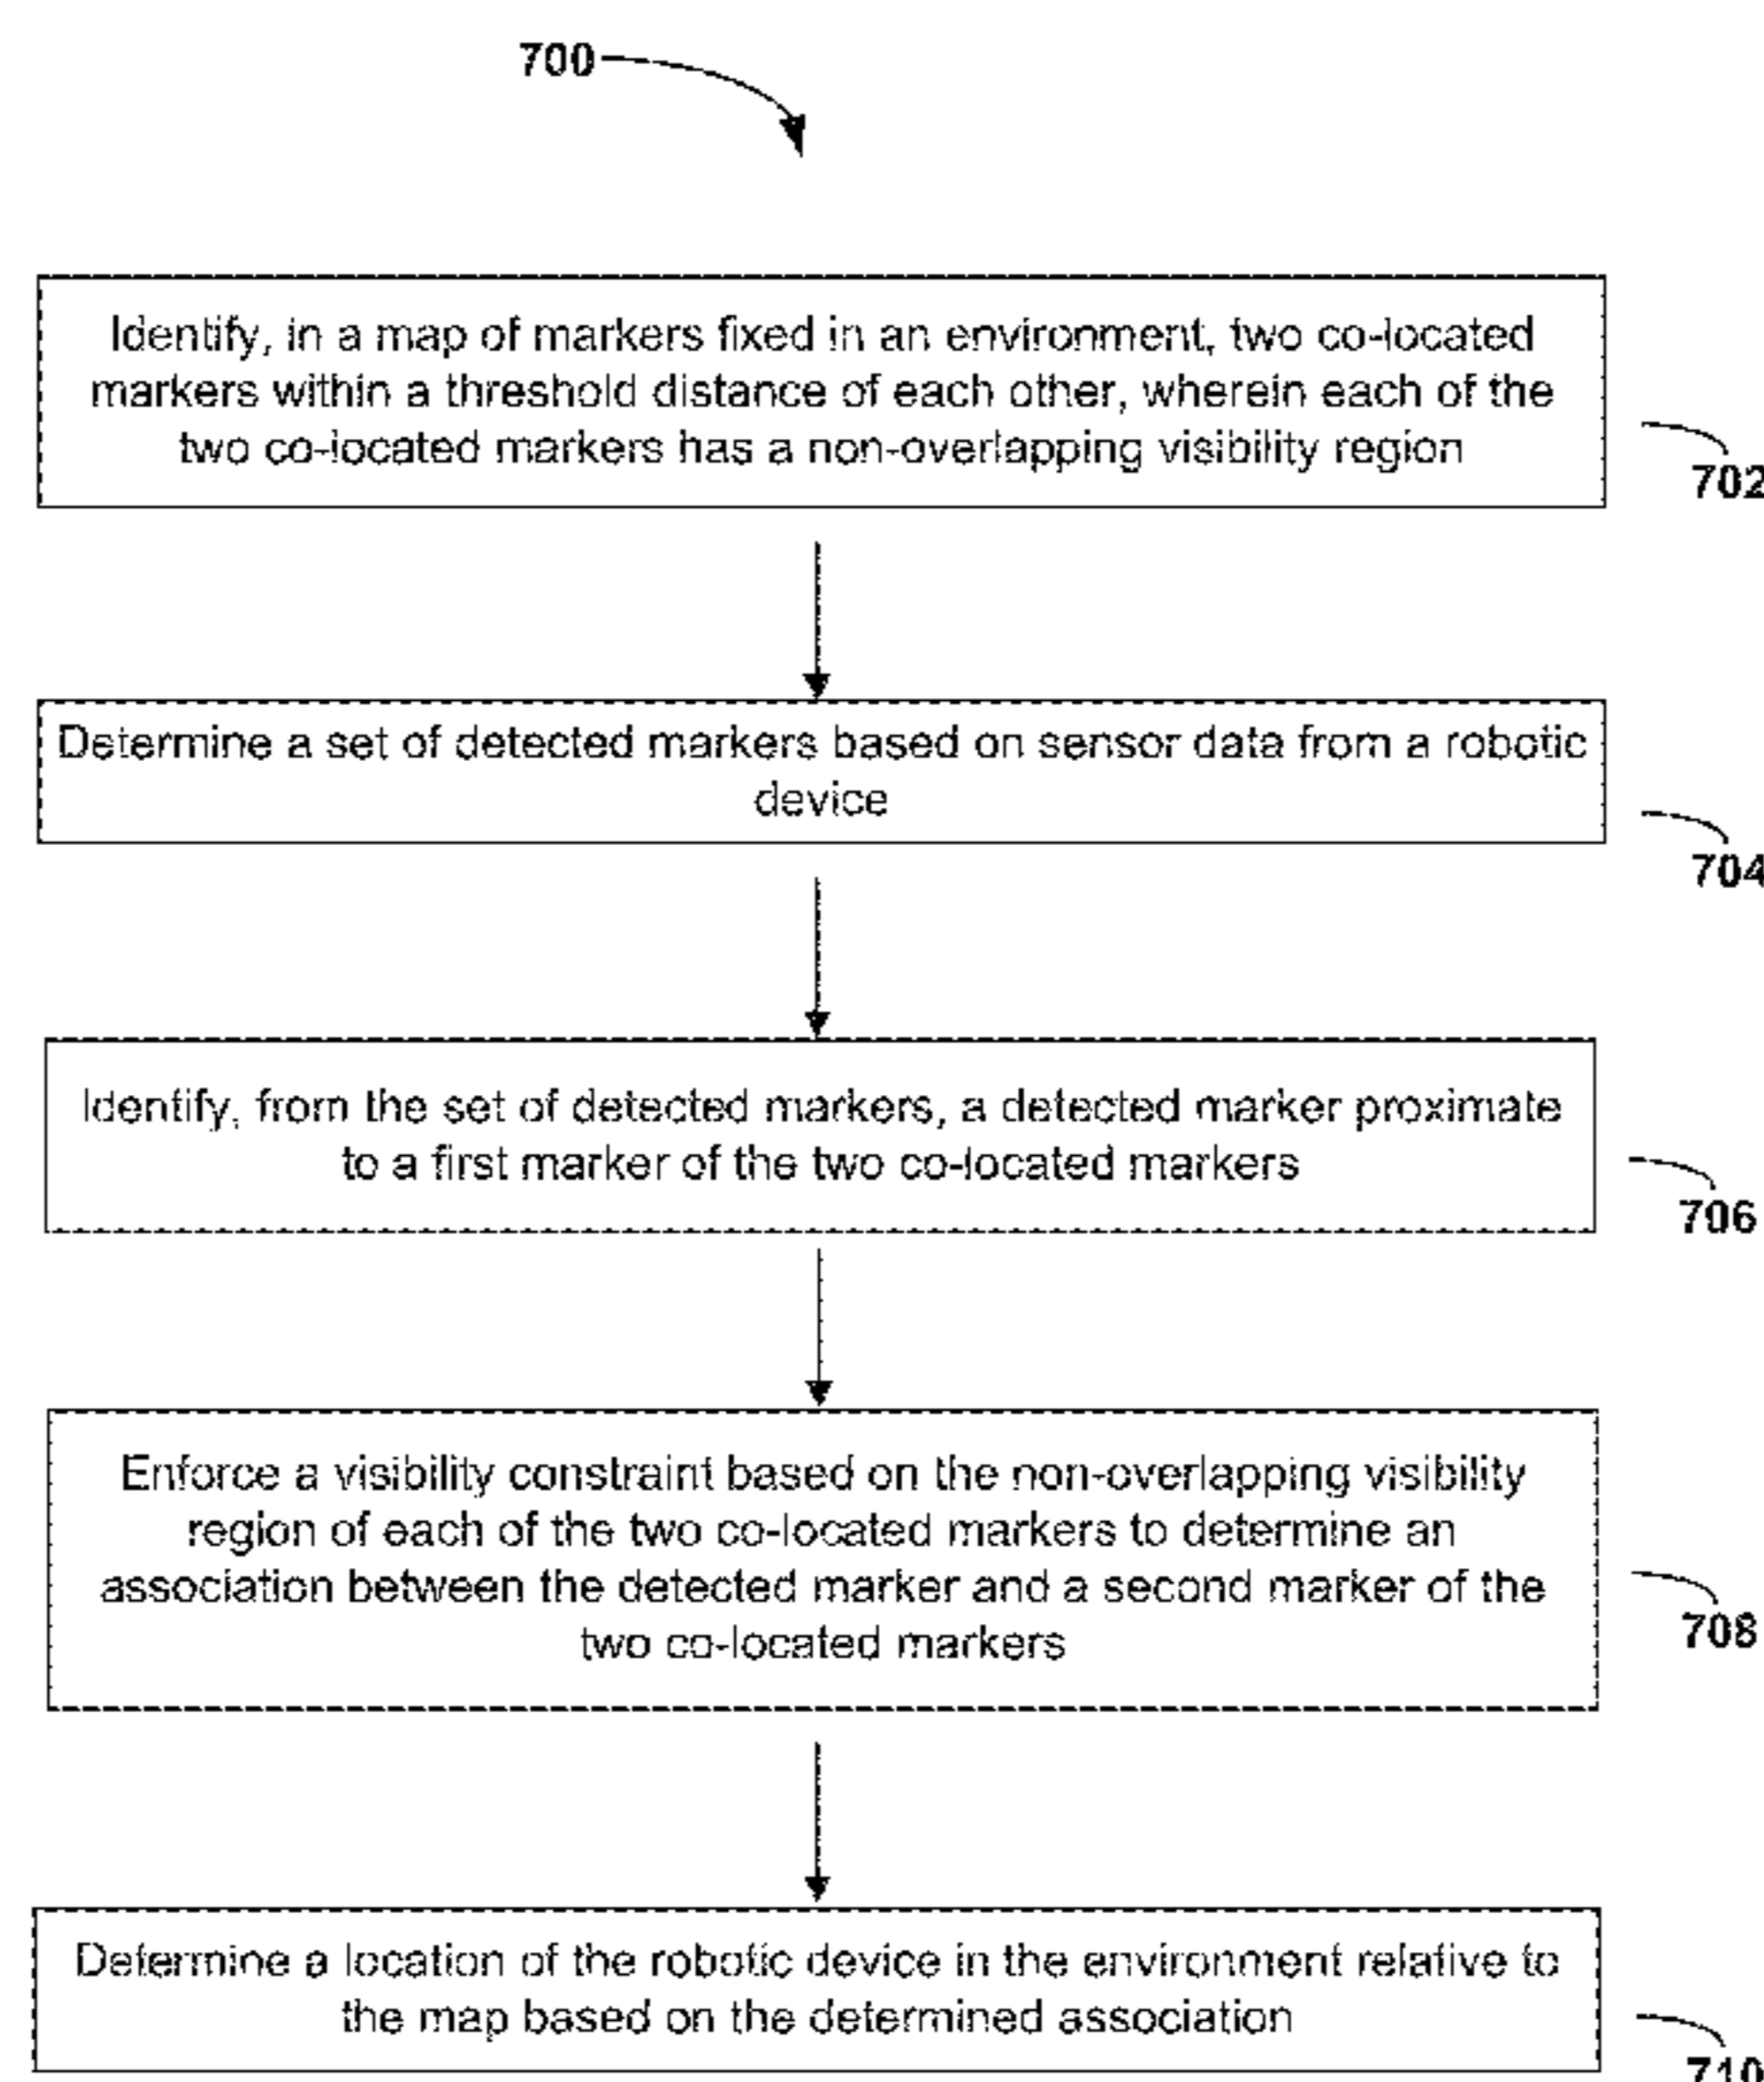 700
Identify, in a map of markers fixed in an environment, two co-located
markers within a threshold distance of each other, wherein each of the
two co-located markers has a non-overlapping visibility region
702
Determine a set of detected markers based on sensor data from a robotic
device
704
Identify, from the set of detected markers, a detected marker proximate
to a first marker of the two co-located markers
706
Enforce a visibility constraint based on the non-overlapping visibility
region of each of the two co-located markers to determine an
association between the detected marker and a second marker of the
two co-located markers
708
Determine a location of the robotic device in the environment relative to
the map based on the determined association
710